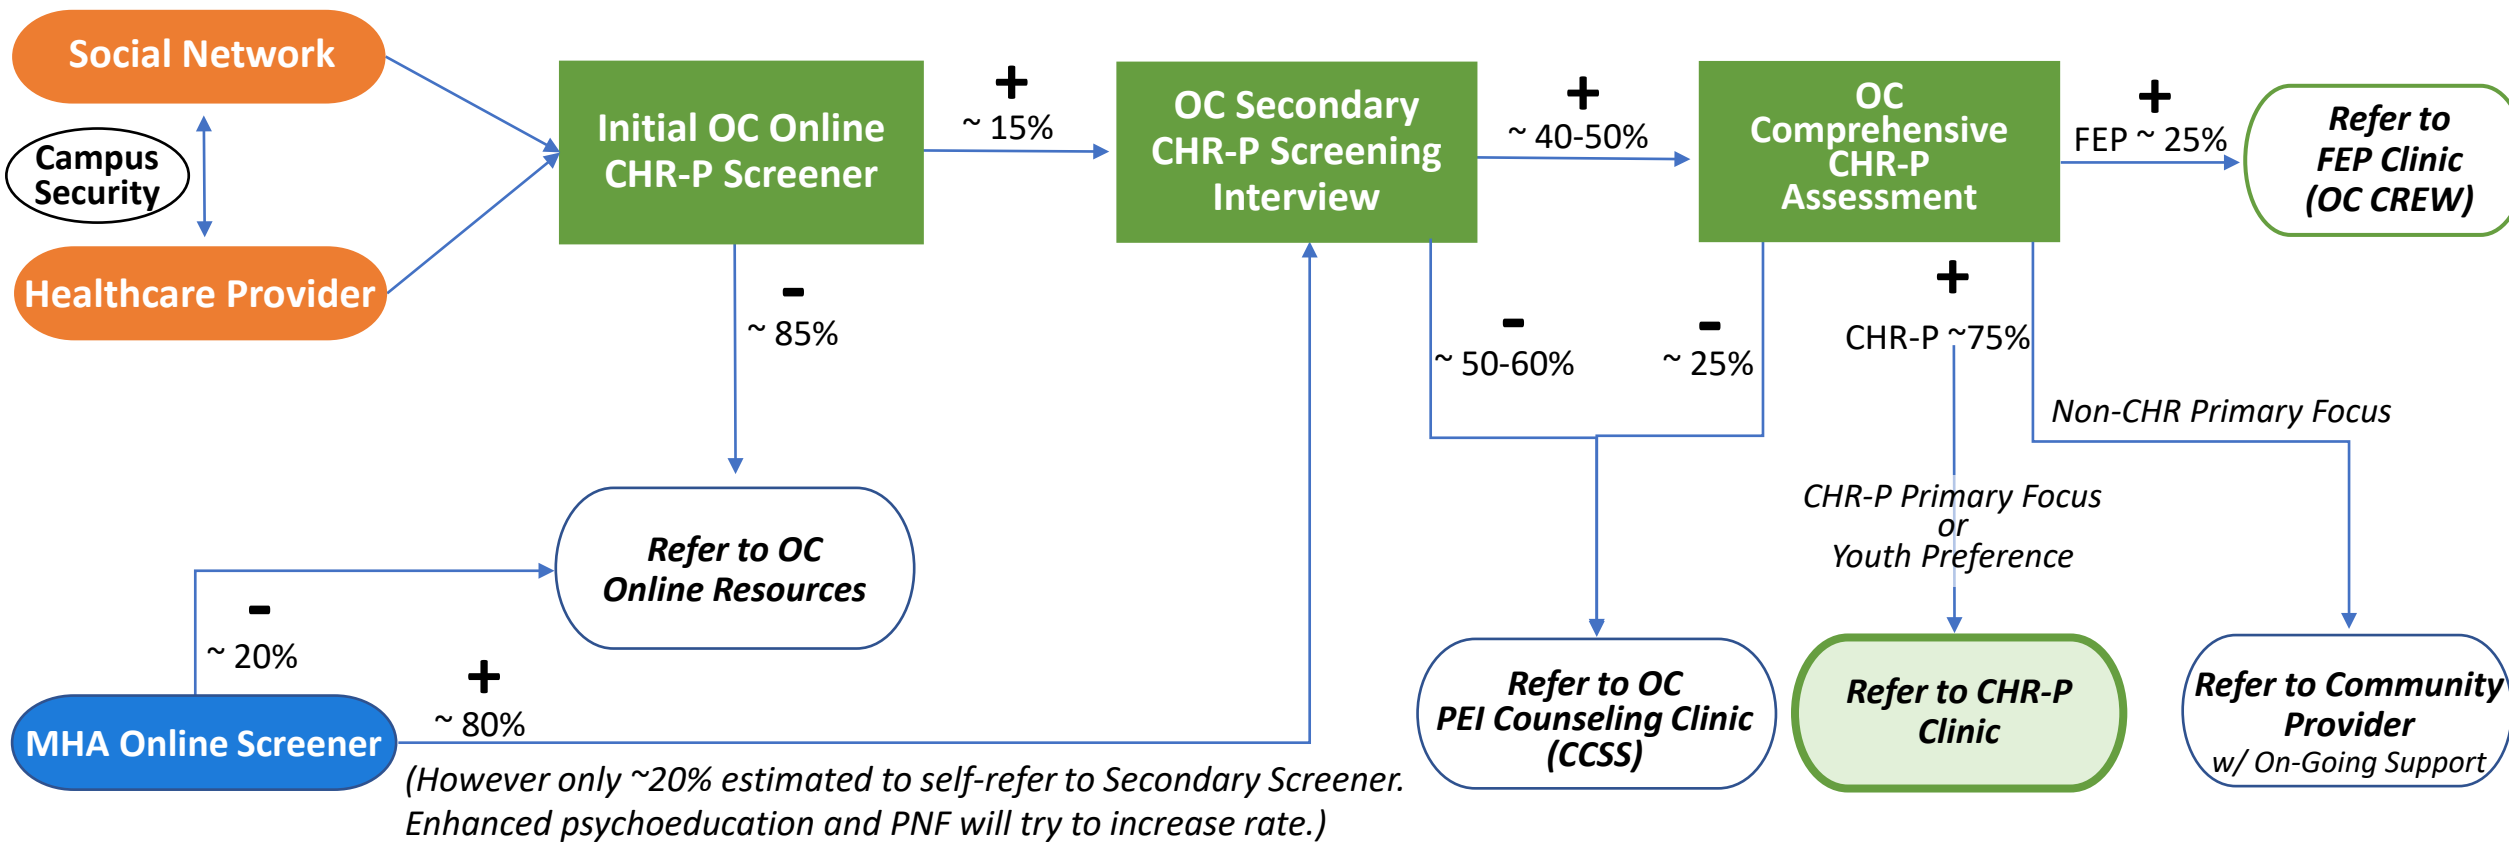 Social Network
Campus
Security
Healthcare Provider
Initial OC Online
CHR-P Screener
+
~ 15%
-
~ 85%
OC Secondary
CHR-P Screening
Interview
+
~ 40-50%
-
~ 50-60%
OC
Comprehensive
CHR-P
Assessment
-
~ 25%
+
FEP ~ 25%
Refer to
FEP Clinic
(OC CREW)
+
CHR-P ~75%
Non-CHR Primary Focus
CHR-P Primary Focus
or
Youth Preference
Refer to OC
Online Resources
-
~ 20%
+
~ 80%
MHA Online Screener
(However only ~20% estimated to self-refer to Secondary Screener.
Enhanced psychoeducation and PNF will try to increase rate.)
Refer to OC
PEI Counseling Clinic
(CCSS)
Refer to CHR-P
Clinic
Refer to Community
Provider
w/ On-Going Support